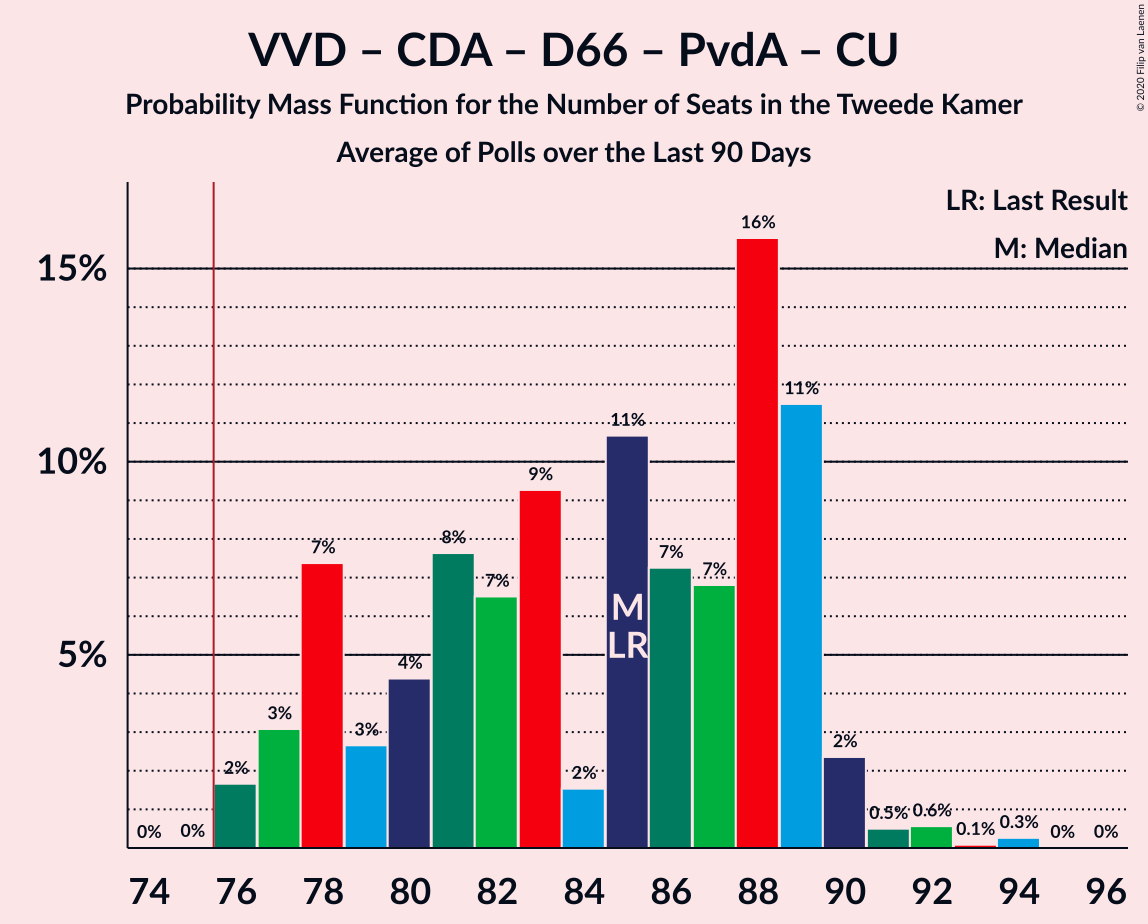 VVD – CDA – D66 – PvdA – CU
Probability Mass Function for the Number of Seats in the Tweede Kamer
Average of Polls over the Last 90 Days
© 2020 Filip van Laenen
LR: Last Result
M: Median
15%
10%
5%
0%
0%
2%
3%
7%
3%
4%
8%
7%
9%
2%
11%
7%
7%
16%
11%
2%
0.5%
0.6%
0.1%
0.3%
0%
0%
M
LR
74 76 78 80 82 84 86 88 90 92 94 96